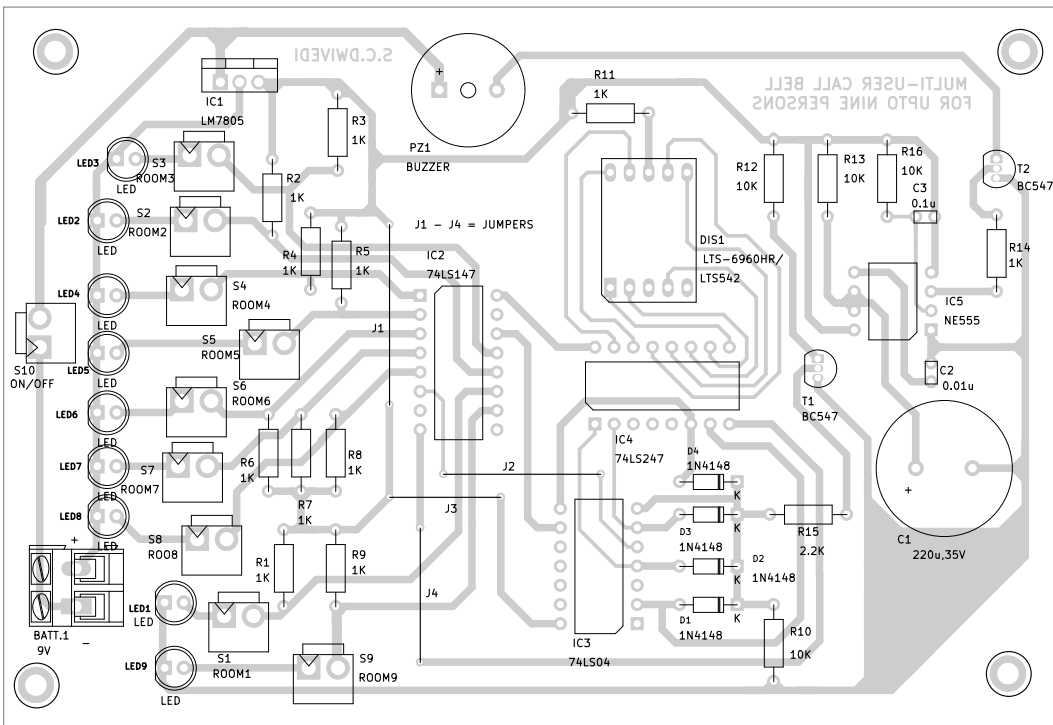 S.C.DWIVEDI
MULTI-USER CALL BELL
FOR UPTO NINE PERSONS
IC1
LM7805
+
PZ1
BUZZER
R11
1K
R3
1K
LED3
LED
S3
ROOM3
R2
1K
R12
10K
R13
10K
R16
10K
T2
BC547
C3
0.1u
LED2
LED
S2
ROOM2
R4
1K
R5
1K
J1 - J4 = JUMPERS
IC2
74LS147
DIS1
LTS-6960HR/
LTS542
R14
1K
LED4
LED
S4
ROOM4
IC5
NE555
J1
S10
ON/OFF
LED5
LED
S5
ROOM5
C2
0.01u
T1
BC547
LED6
LED
S6
ROOM6
IC4
74LS247
LED7
LED
S7
ROOM7
R6
1K
R7
1K
R8
1K
J2
J3
D4
1N4148
K
+
C1
220u,35V
LED8
LED
S8
ROO8
D3
1N4148
K
R15
2.2K
+
BATT.1
9V
-
R1
1K
R9
1K
J4
D2
1N4148
K
LED1
LED
S1
ROOM1
IC3
74LS04
D1
1N4148
K
R10
10K
LED9
LED
S9
ROOM9